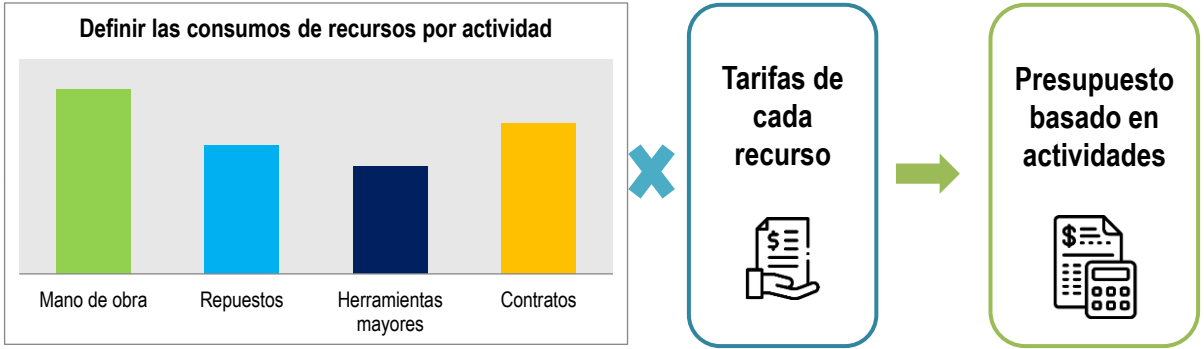 Definir las consumos de recursos por actividad
Mano de obra
Repuestos
Herramientas
mayores
Contratos
Tarifas de
cada
recurso
$
Presupuesto
basado en
actividades
$